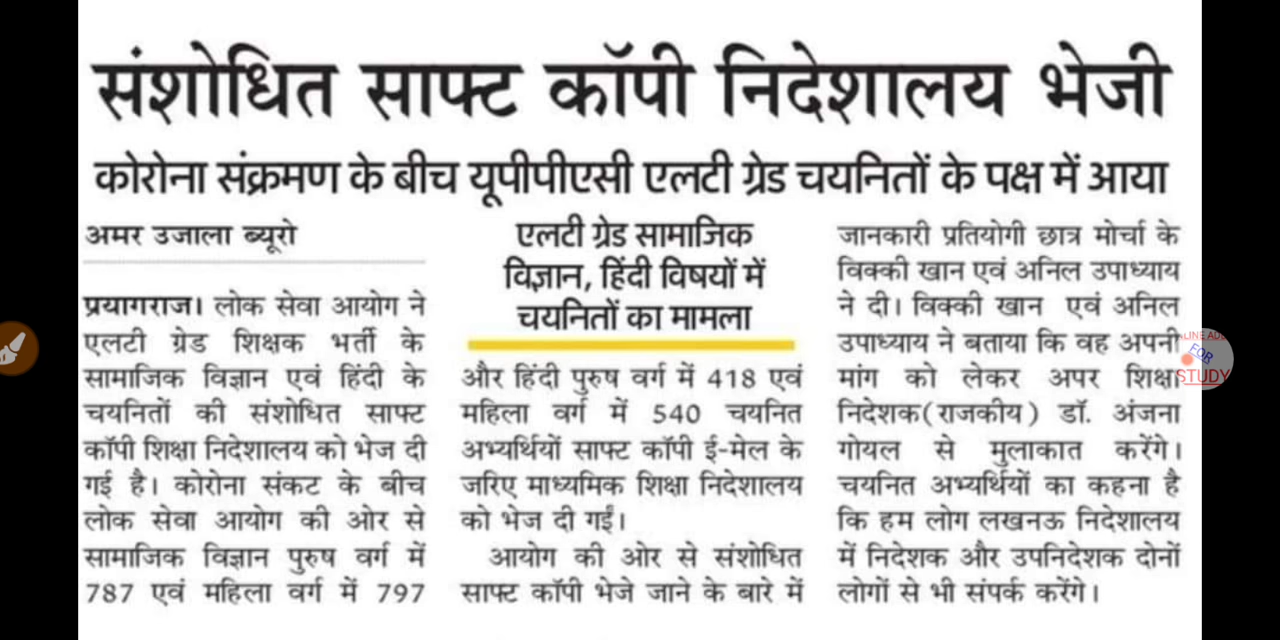 संशोधित साफ्ट कॉपी निदेशालय भेजी
कोरोना संक्रमण के बीच यूपीपीएससी एलटी ग्रेड चयनितों के पक्ष में आया
अमर उजाला ब्यूरो
प्रयागराज। लोक सेवा आयोग ने
एलटी ग्रेड शिक्षक भर्ती के
सामाजिक विज्ञान एवं हिंदी के
चयनितों की संशोधित साफ्ट
कॉपी शिक्षा निदेशालय को भेज दी
गई है। कोरोना संकट के बीच
लोक सेवा आयोग की ओर से
सामाजिक विज्ञान पुरुष वर्ग में
787 एवं महिला वर्ग में 797
एलटी ग्रेड सामाजिक
विज्ञान, हिंदी विषयों में
चयनितों का मामला
और हिंदी पुरुष वर्ग में 418 एवं
महिला वर्ग में 540 चयनित
अभ्यर्थियों साफ्ट कॉपी ई-मेल के
जरिए माध्यमिक शिक्षा निदेशालय
को भेज दी गईं।
आयोग की ओर से संशोधित
साफ्ट कॉपी भेजे जाने के बारे में
जानकारी प्रतियोगी छात्र मोर्चा के
विक्की खान एवं अनिल उपाध्याय
ने दी। विक्की खान एवं अनिल
उपाध्याय ने बताया कि वह अपनी
मांग को लेकर अपर शिक्षा
निदेशक(राजकीय) डॉ. अंजना
गोयल से मुलाकात करेंगे।
चयनित अभ्यर्थियों का कहना है
कि हम लोग लखनऊ निदेशालय
में निदेशक और उपनिदेशक दोनों
लोगों से भी संपर्क करेंगे।
FOR
STUDY